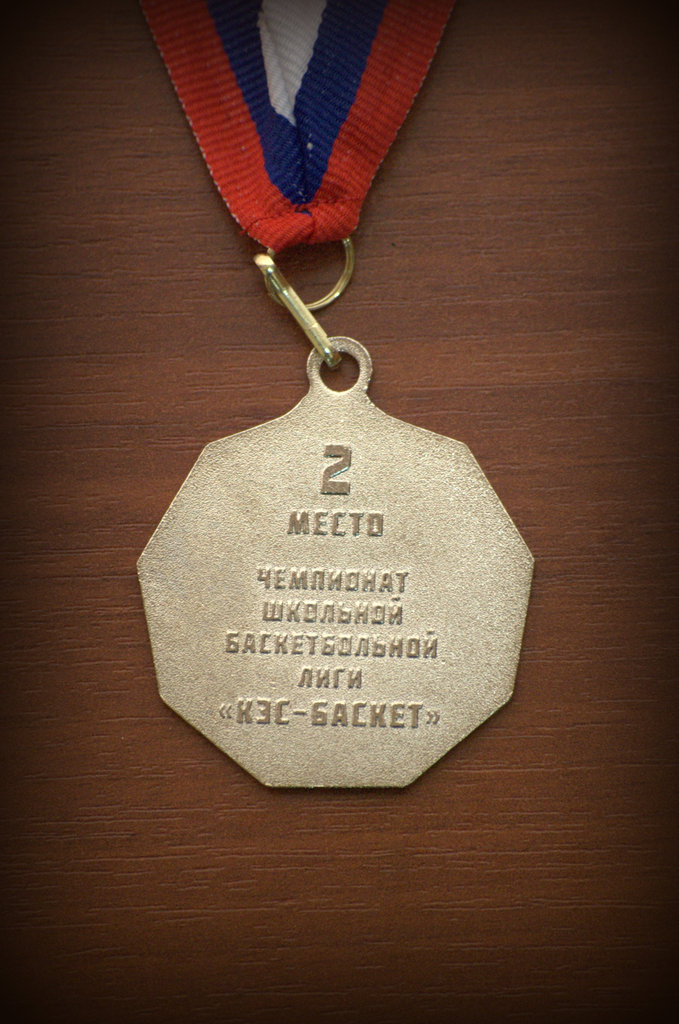 2
МЕСТО
ЧЕМПИОНАТ
ШКОЛЬНОЙ
БАСКЕТБОЛЬНОЙ
ЛИГИ
«КЭС-БАСКЕТ»